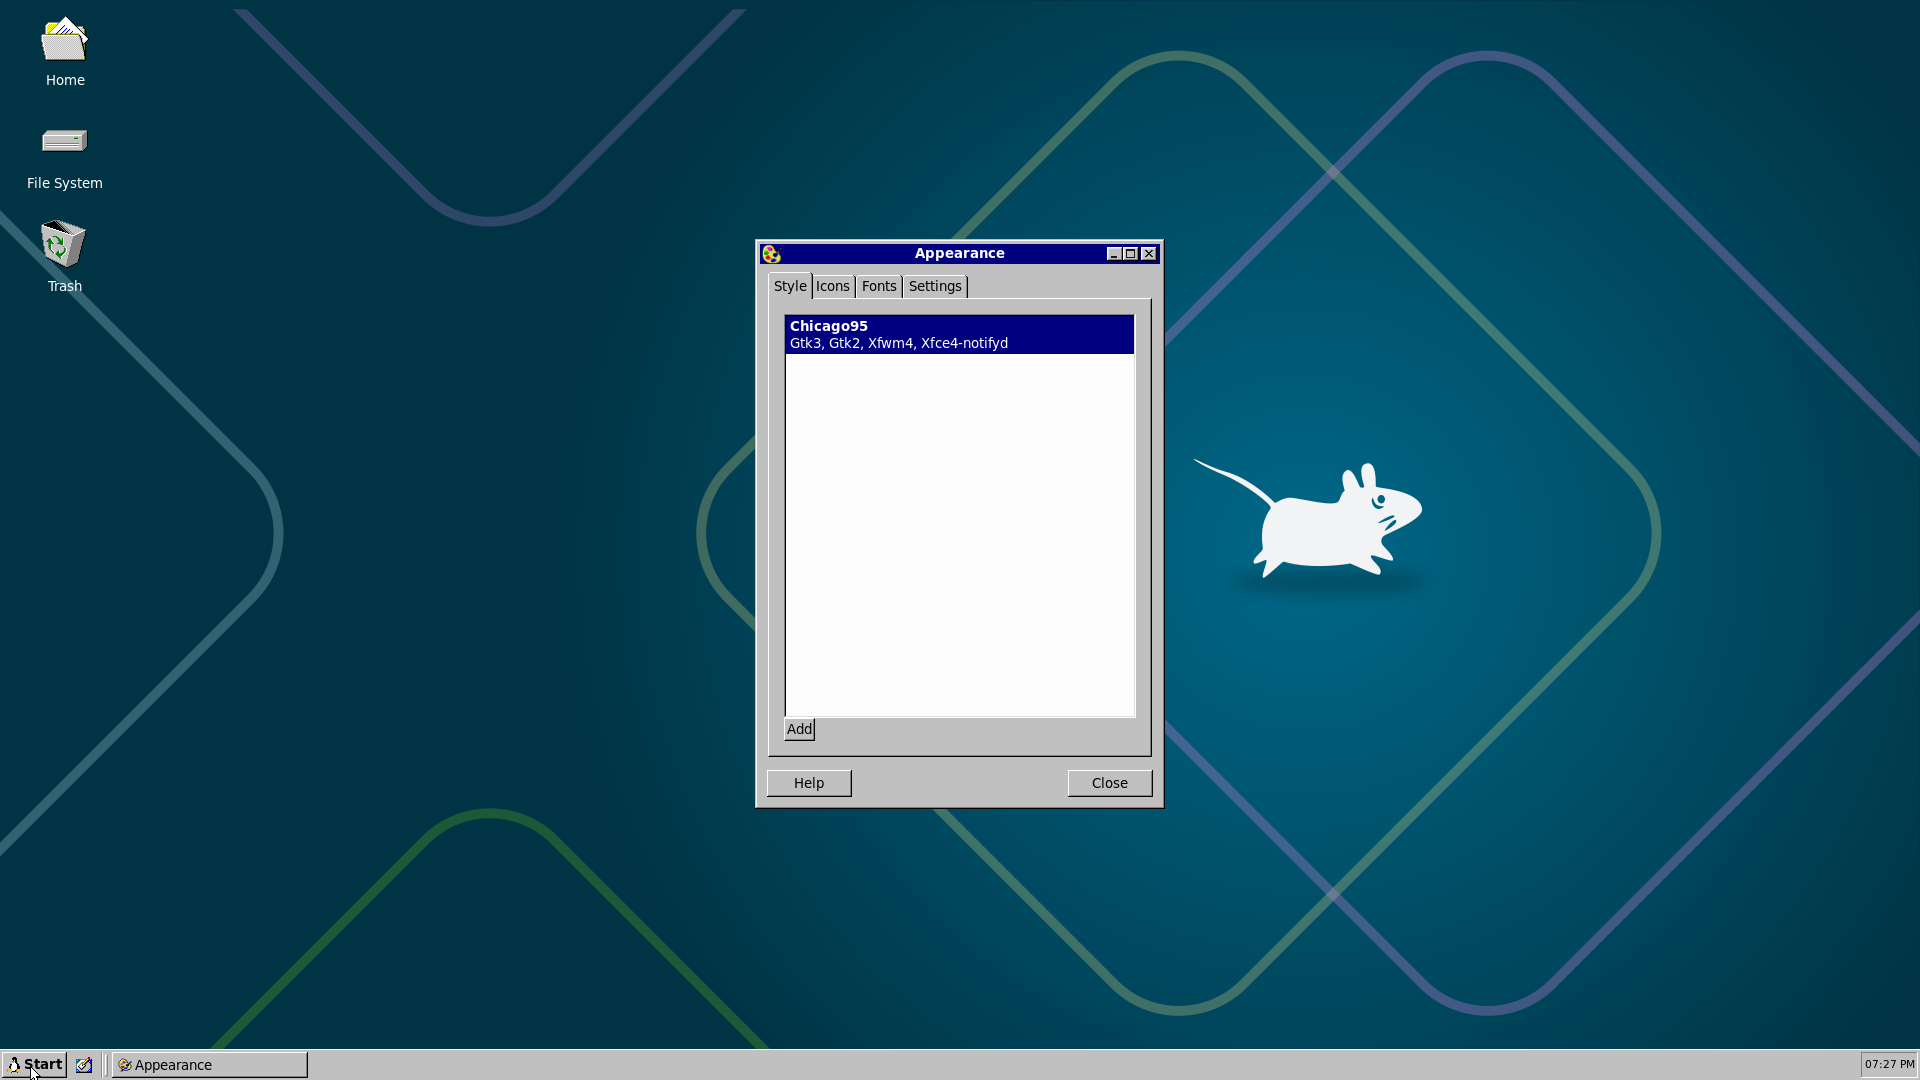 Home
File System
Trash
Appearance
Style Icons Fonts Settings
Chicago95
Gtk3, Gtk2, Xfwm4, Xfce4-notifyd
Add
Help Close
Start Appearance 07:27 PM